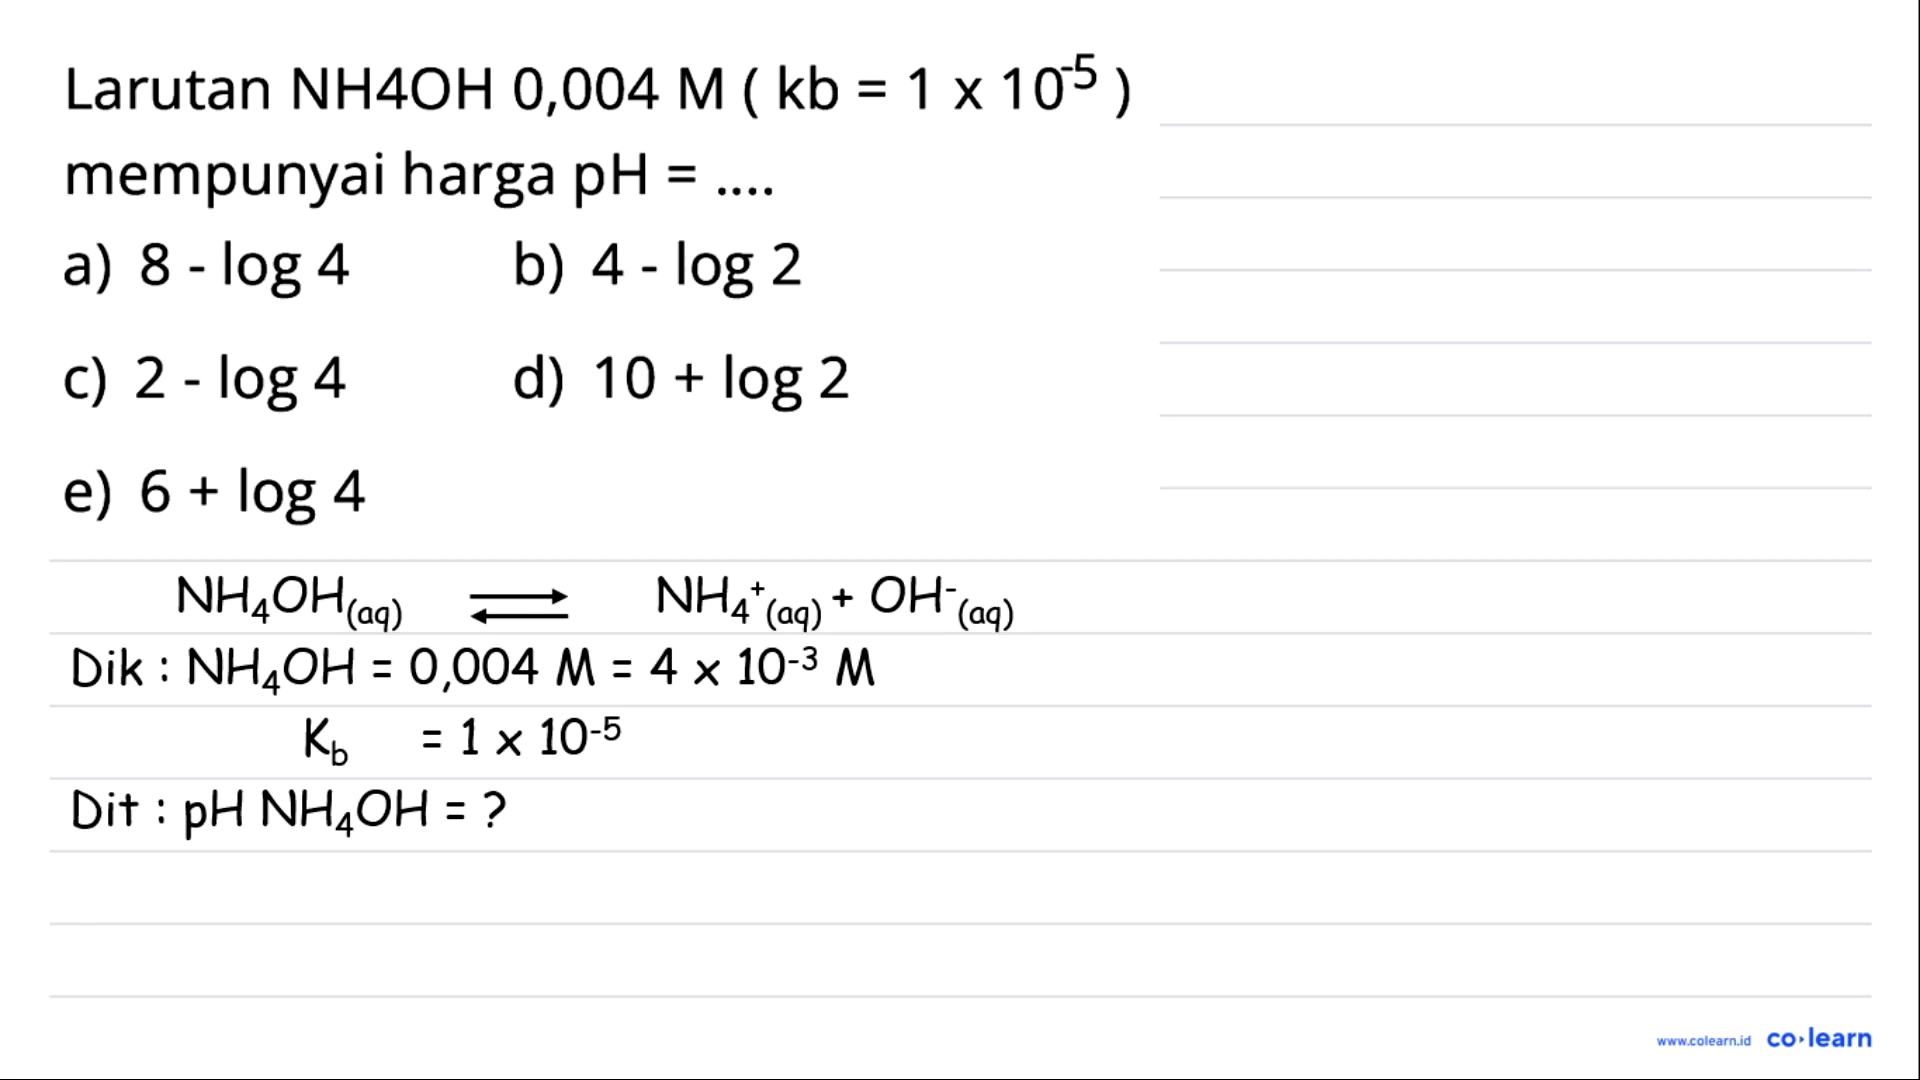 Larutan NH4OH 0,004 M ( kb = 1 x 10⁻⁵ )
mempunyai harga pH = ....
a) 8 - log 4 b) 4 - log 2
c) 2 - log 4 d) 10 + log 2
e) 6 + log 4
NH₄OH₍aq₎ ⇌ NH₄⁺₍aq₎ + OH⁻₍aq₎
Dik : NH₄OH = 0,004 M = 4 x 10⁻³ M
K_b = 1 x 10⁻⁵
Dit : pH NH₄OH = ?
www.colearn.id co·learn